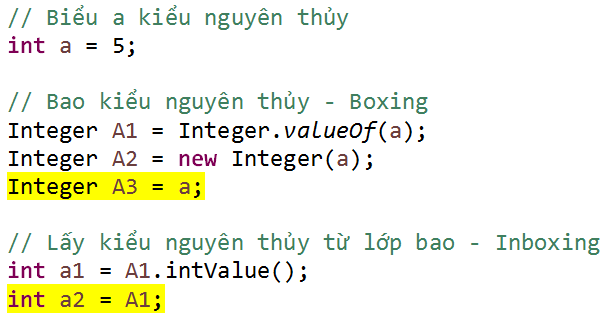 // Biểu a kiểu nguyên thủy
int a = 5;
// Bao kiểu nguyên thủy - Boxing
Integer A1 = Integer.valueOf(a);
Integer A2 = new Integer(a);
Integer A3 = a;
// Lấy kiểu nguyên thủy từ lớp bao - Inboxing
int a1 = A1.intValue();
int a2 = A1;